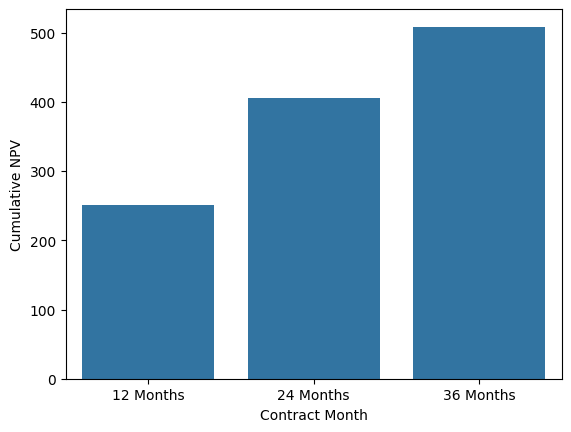 500
400
300
200
100
0
Cumulative NPV
12 Months
24 Months
36 Months
Contract Month